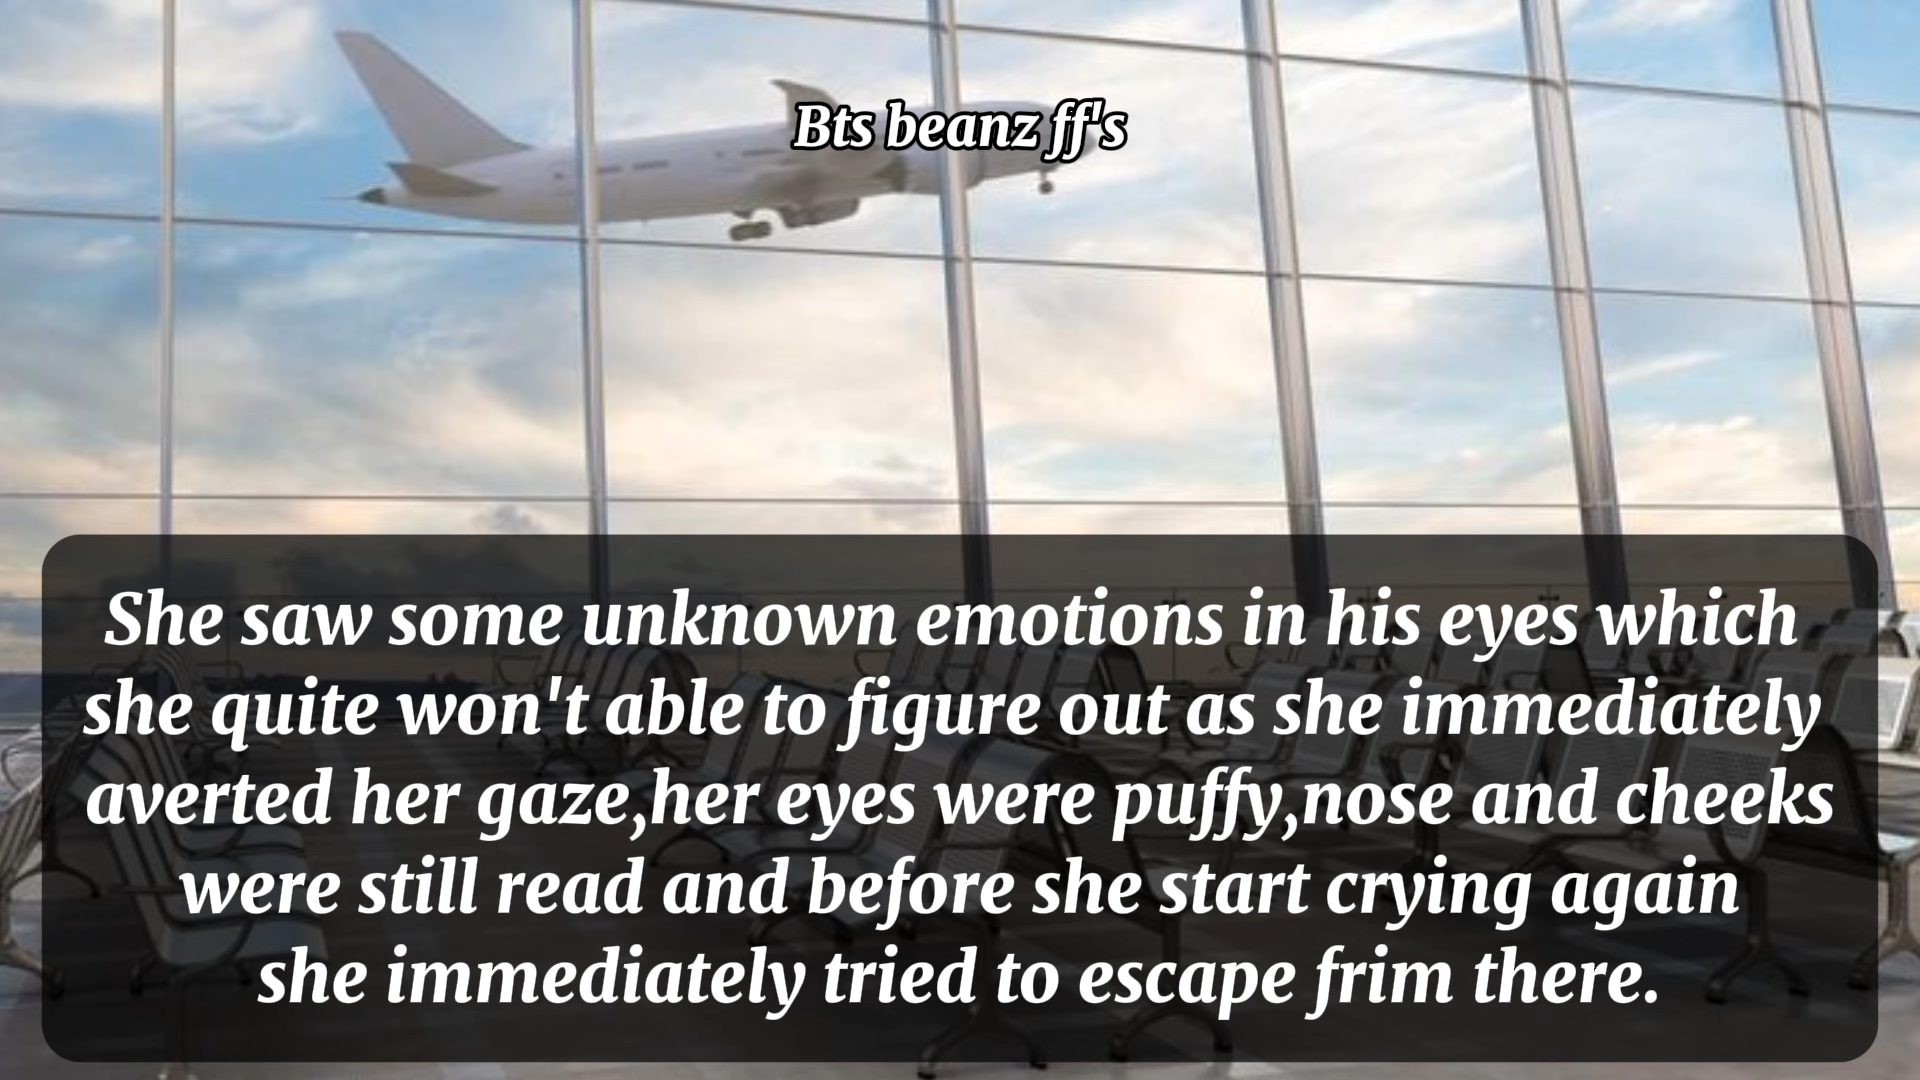 Bts beanz ff's
She saw some unknown emotions in his eyes which
she quite won't able to figure out as she immediately
averted her gaze,her eyes were puffy,nose and cheeks
were still read and before she start crying again
she immediately tried to escape frim there.